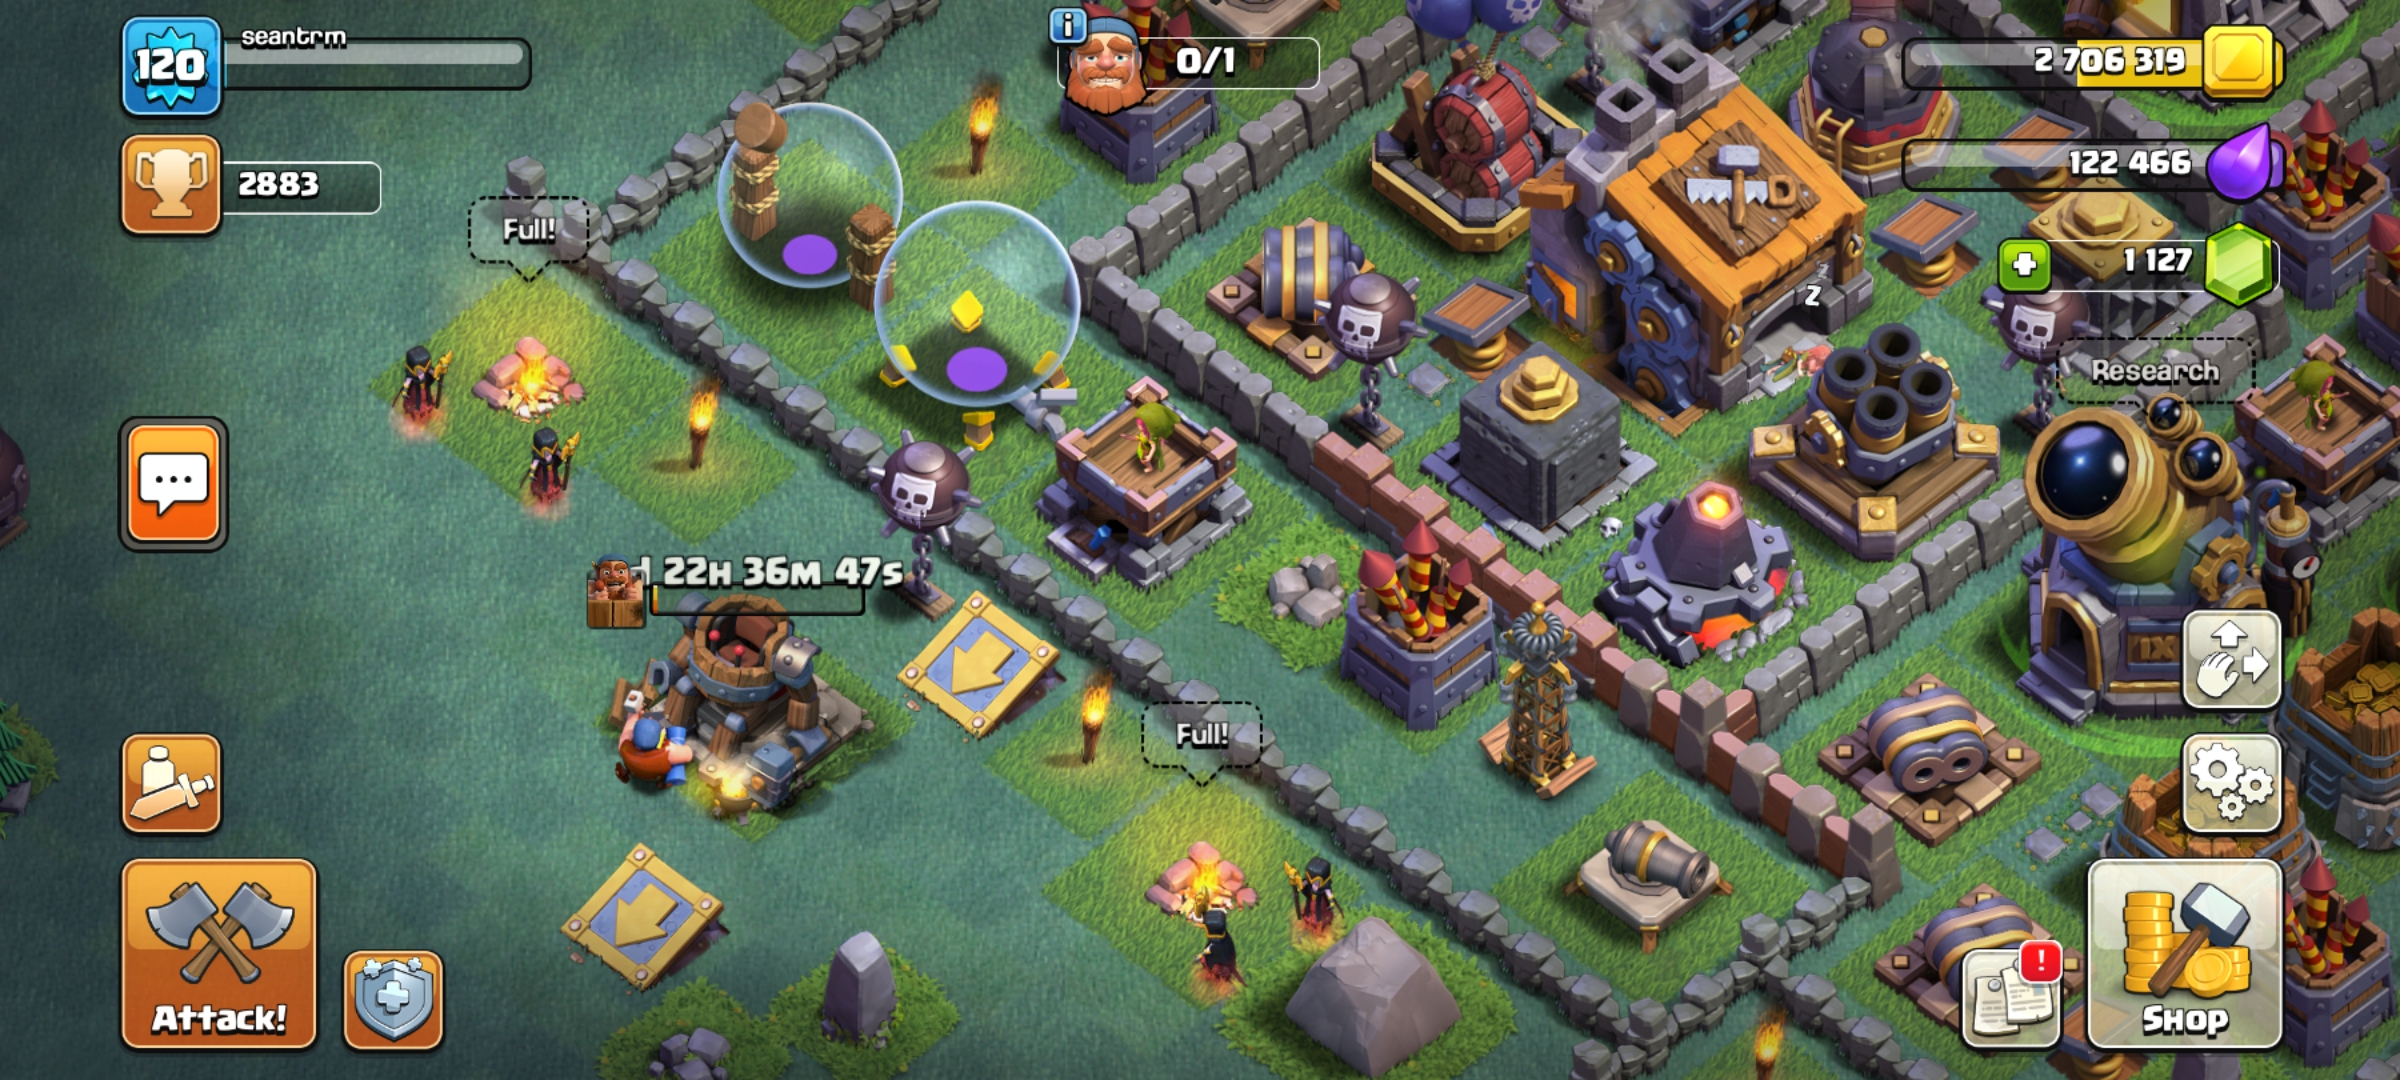 120
seantrm
0/1
2 706 319
2883
122 466
Full!
1 127
z
z
Research
22H 36M 47s
IX
Full!
Attack!
!
Shop